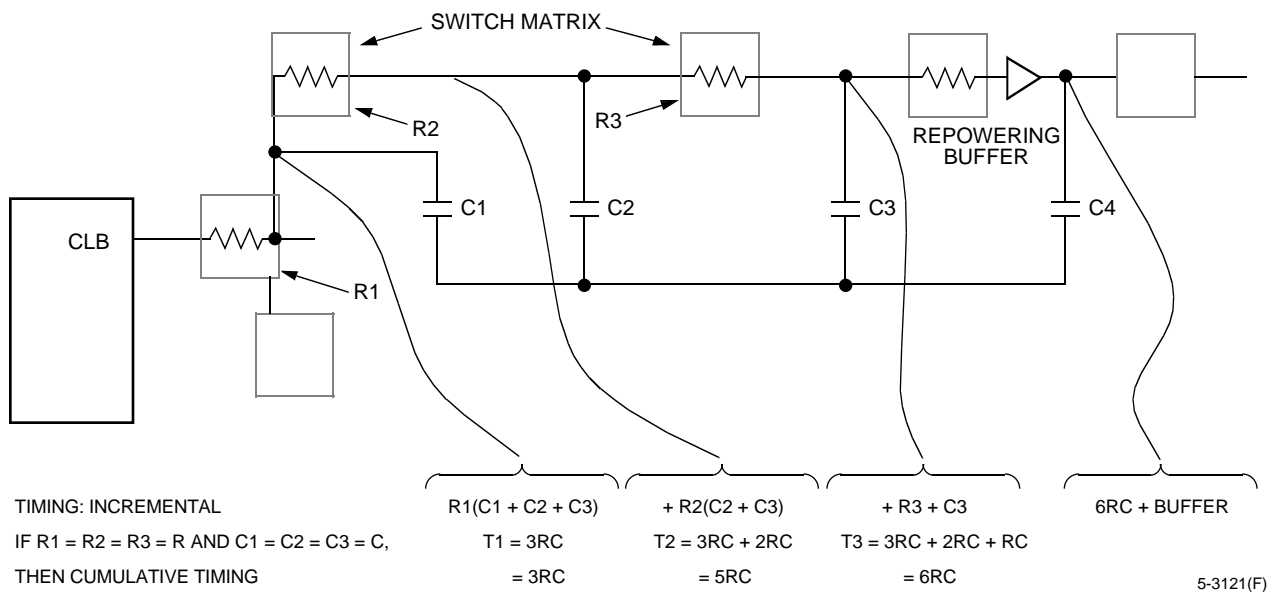 SWITCH MATRIX
R2
R3
REPOWERING
BUFFER
C1
C2
C3
C4
CLB
R1
TIMING: INCREMENTAL
R1(C1 + C2 + C3)
+ R2(C2 + C3)
+ R3 + C3
6RC + BUFFER
IF R1 = R2 = R3 = R AND C1 = C2 = C3 = C,
T1 = 3RC
T2 = 3RC + 2RC
T3 = 3RC + 2RC + RC
THEN CUMULATIVE TIMING
= 3RC
= 5RC
= 6RC
5-3121(F)